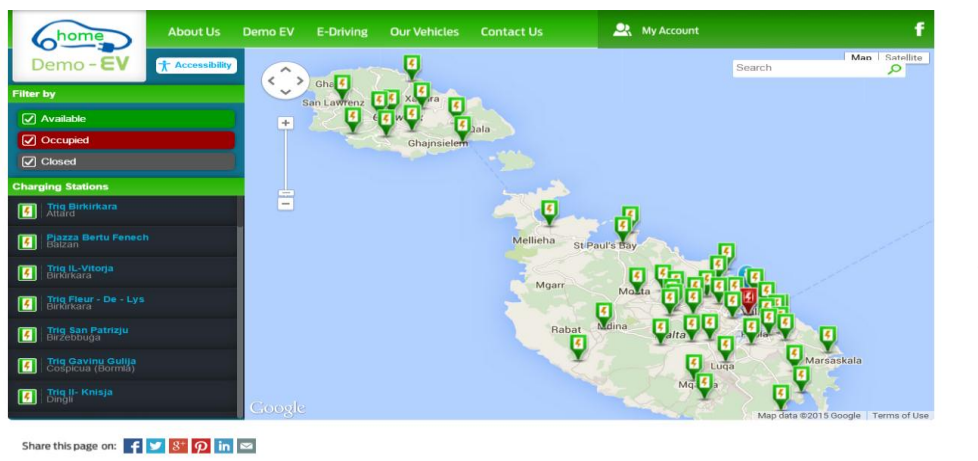 home
Demo - EV
About Us
Demo EV
E-Driving
Our Vehicles
Contact Us
My Account
f
Accessibility
Filter by
Available
Occupied
Closed
Charging Stations
Triq Birkirkara
Attard
Pjazza Bertu Fenech
Balzan
Triq IL-Vitorja
Birkirkara
Triq Fleur - De - Lys
Birkirkara
Triq San Patrizju
Birżebbuga
Triq Gavinu Gulija
Cospicua (Bormla)
Triq Il- Knisja
Dingli
Map
Satellite
Search
San Lawrenz
Ghajnsielem
Mellieha
St Paul's Bay
Mgarr
Mosta
Rabat
Mdina
Luqa
Marsaskala
Google
Map data ©2015 Google
Terms of Use
Share this page on: